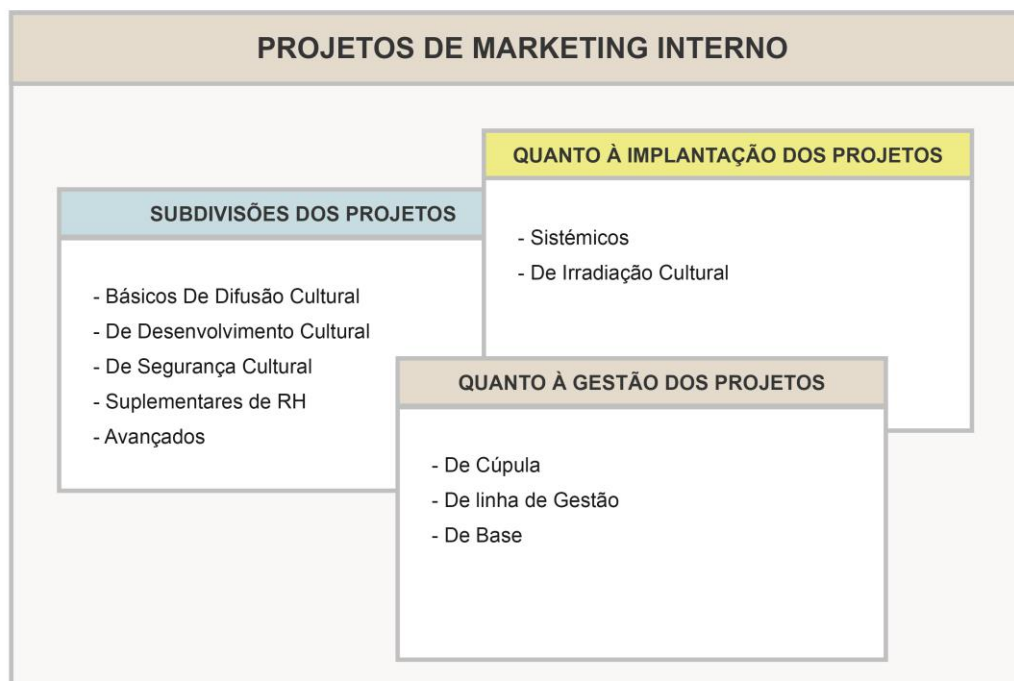 PROJETOS DE MARKETING INTERNO
SUBDIVISÕES DOS PROJETOS
- Básicos De Difusão Cultural
- De Desenvolvimento Cultural
- De Segurança Cultural
- Suplementares de RH
- Avançados
QUANTO À IMPLANTAÇÃO DOS PROJETOS
- Sistémicos
- De Irradiação Cultural
QUANTO À GESTÃO DOS PROJETOS
- De Cúpula
- De linha de Gestão
- De Base